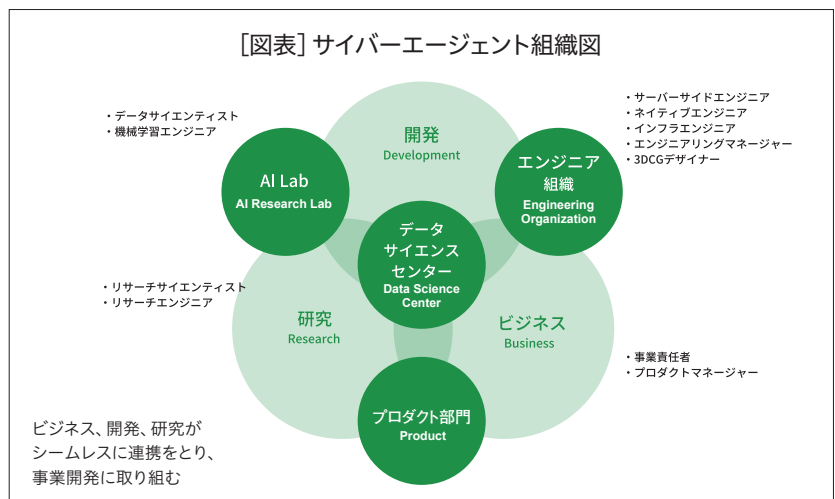 ［図表］サイバーエージェント組織図
・データサイエンティスト
・機械学習エンジニア
・サーバーサイドエンジニア
・ネイティブエンジニア
・インフラエンジニア
・エンジニアリングマネージャー
・3DCGデザイナー
開発
Development
AI Lab
AI Research Lab
エンジニア
組織
Engineering
Organization
データ
サイエンス
センター
Data Science
Center
・リサーチサイエンティスト
・リサーチエンジニア
研究
Research
ビジネス
Business
・事業責任者
・プロダクトマネージャー
プロダクト部門
Product
ビジネス、開発、研究が
シームレスに連携をとり、
事業開発に取り組む